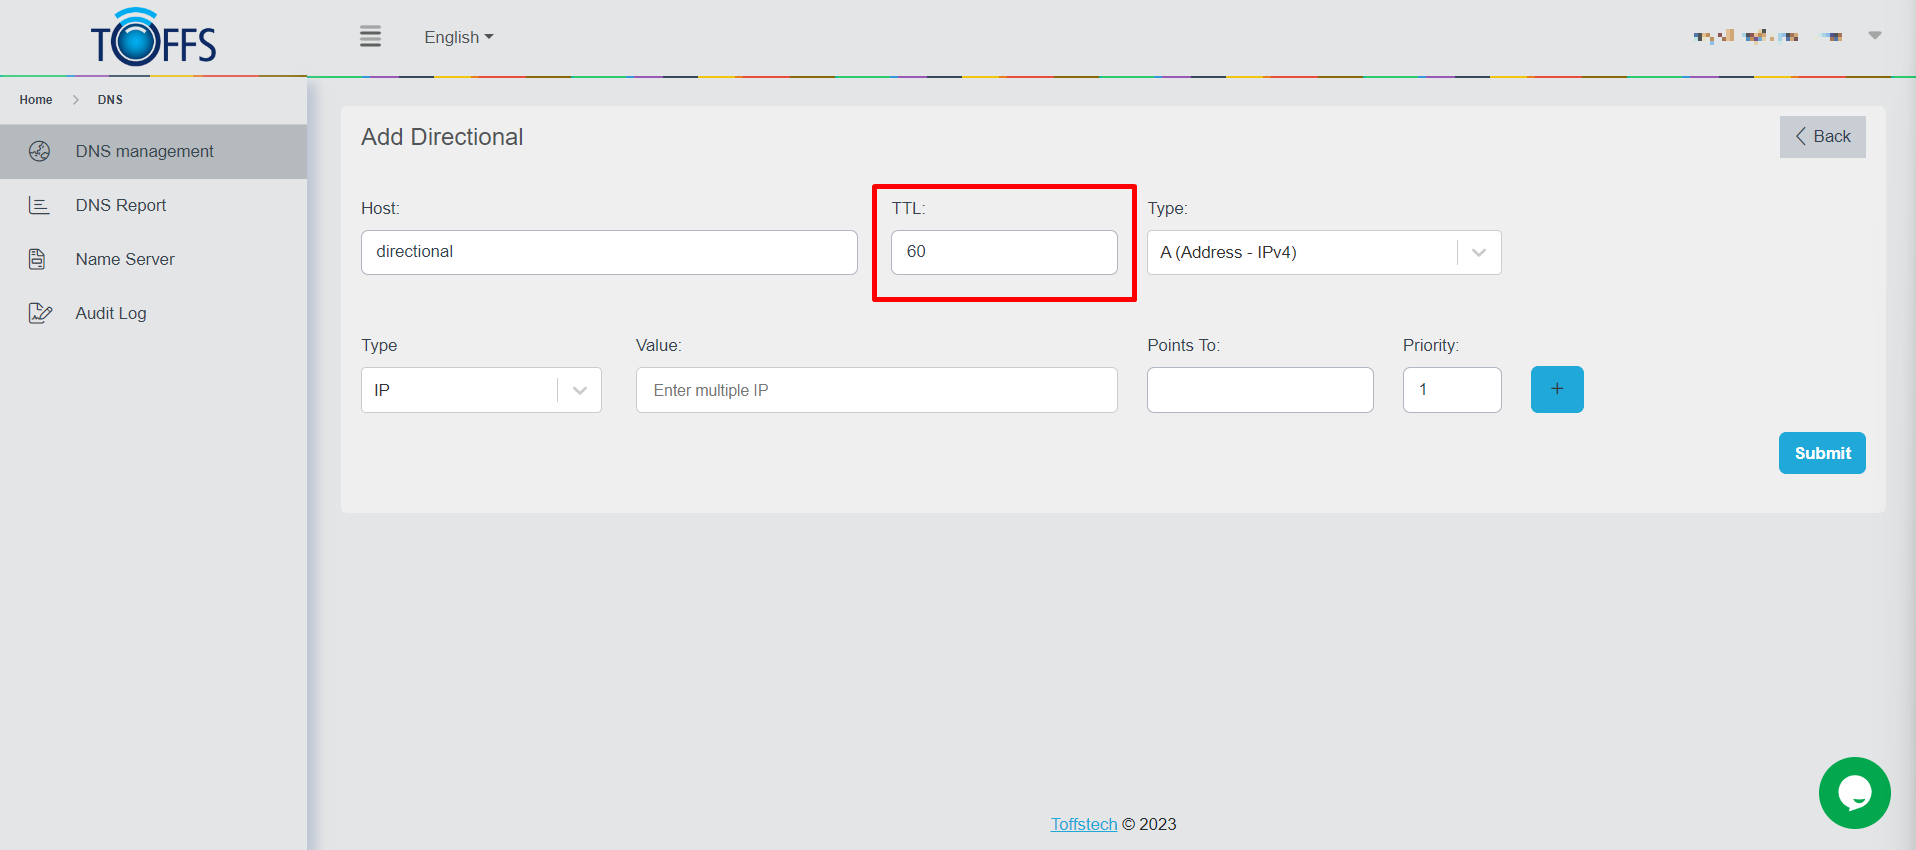 TOFFS
English
Home > DNS
DNS management
DNS Report
Name Server
Audit Log
Add Directional
Back
Host:
TTL:
Type:
directional
60
A (Address - IPv4)
Type
Value:
Points To:
Priority:
IP
Enter multiple IP
1
+
Submit
Toffstech © 2023